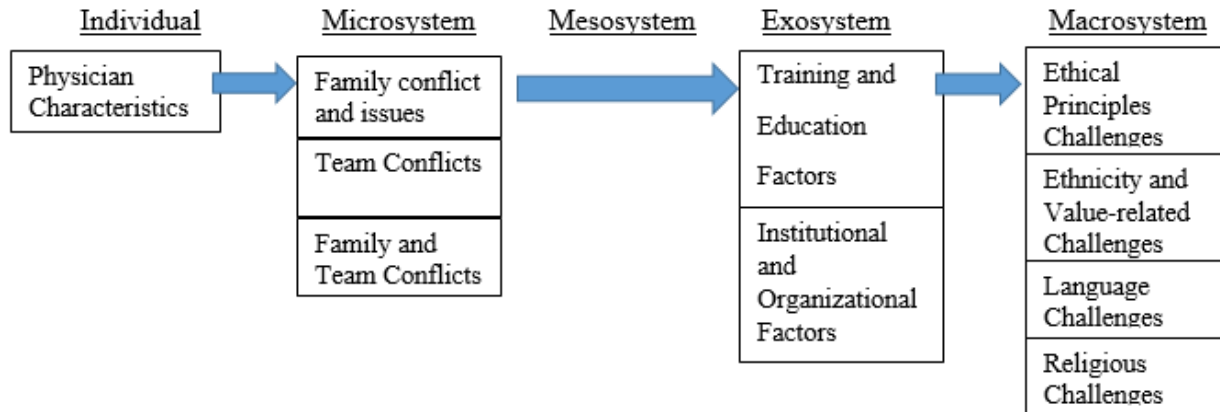 Individual
Microsystem
Mesosystem
Exosystem
Macrosystem
Physician
Characteristics
Family conflict
and issues
Team Conflicts
Family and
Team Conflicts
Training and
Education
Factors
Institutional
and
Organizational
Factors
Ethical
Principles
Challenges
Ethnicity and
Value-related
Challenges
Language
Challenges
Religious
Challenges